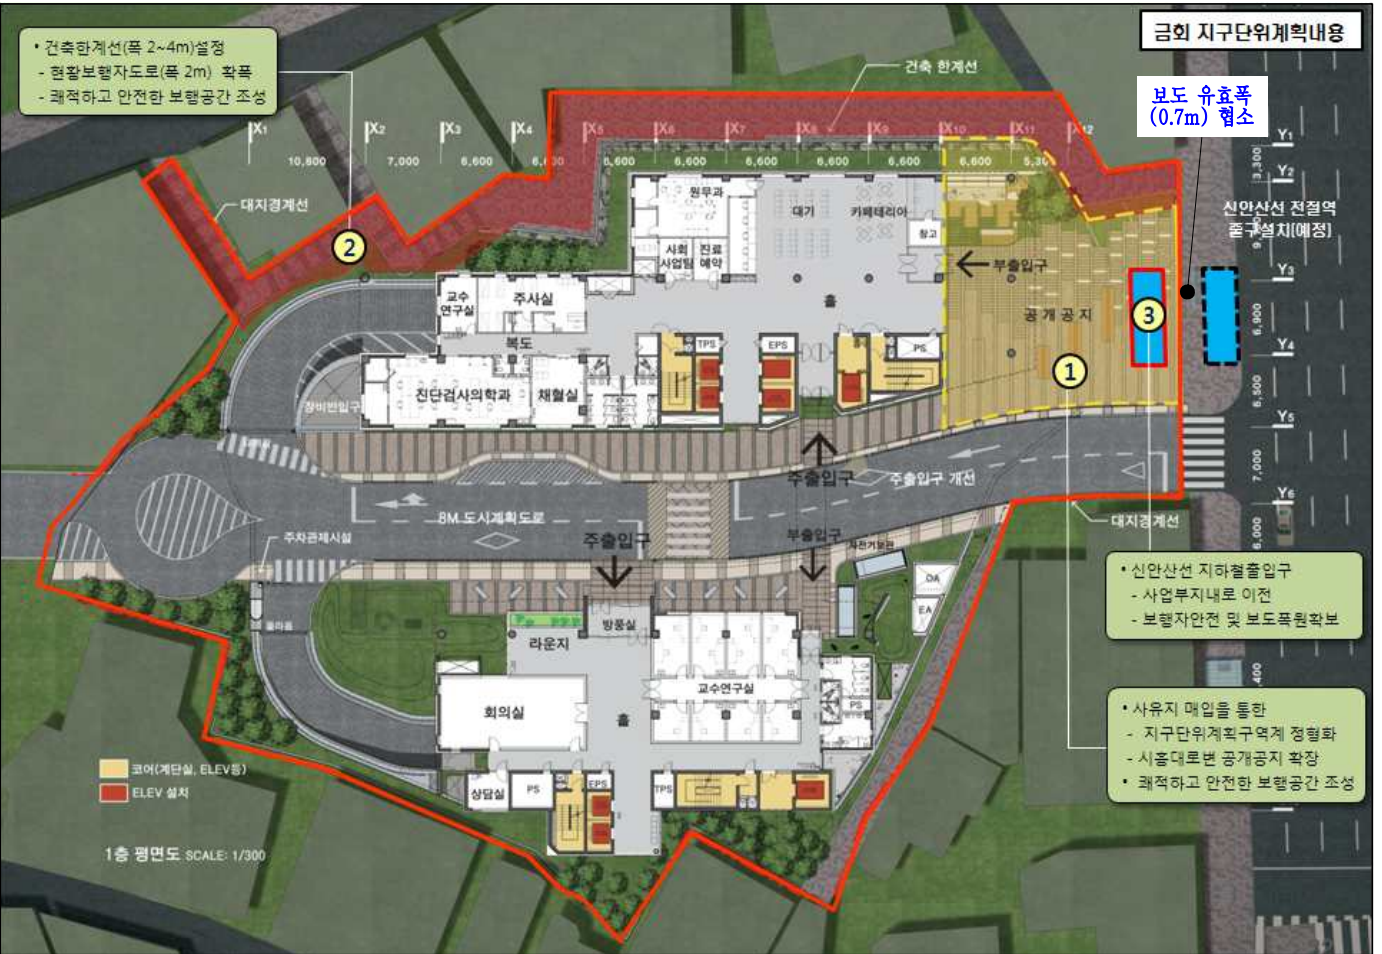 금회 지구단위계획내용
• 건축한계선(폭 2~4m)설정
- 현황보행자도로(폭 2m) 확폭
- 쾌적하고 안전한 보행공간 조성
건축 한계선
보도 유효폭
(0.7m) 협소
X1
X2
X3
X4
X5
X6
X7
X8
X9
X10
X11
X12
10,800
7,000
6,600
6,600
6,600
6,600
6,600
6,600
6,600
Y1
3,300
Y2
신안산선 전철역
출구설치(예정)
Y3
6,900
Y4
6,500
Y5
7,000
Y6
6,000
대지경계선
2
원무과
대기
카페테리아
창고
사회
사업팀
진료
예약
부출입구
홀
공개공지
3
1
교수
연구실
주사실
복도
TPS
EPS
PS
진단검사의학과
채혈실
장비반입구
주출입구
주출입구 개선
8M 도시계획도로
주차관제시설
주출입구
부출입구
대지경계선
• 신안산선 지하철출입구
- 사업부지내로 이전
- 보행자안전 및 보도폭원확보
DA
EA
방풍실
라운지
교수연구실
PS
회의실
홀
• 사유지 매입을 통한
- 지구단위계획구역계 정형화
- 시흥대로변 공개공지 확장
• 쾌적하고 안전한 보행공간 조성
코어(계단실, ELEV등)
ELEV 설치
상담실
PS
EPS
TPS
1층 평면도 SCALE: 1/300